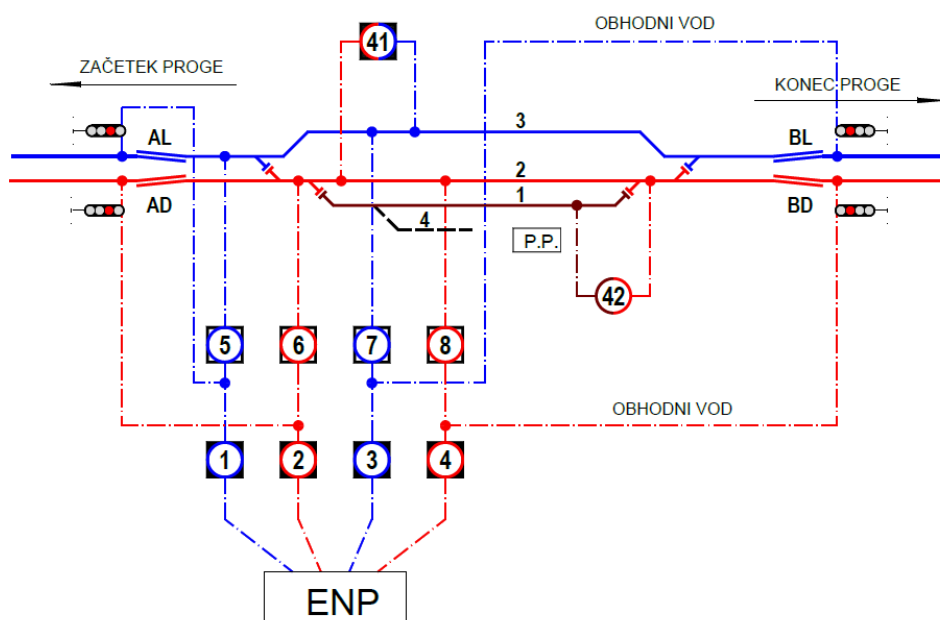 OBHODNI VOD
41
ZAČETEK PROGE
KONEC PROGE
AL
3
BL
2
AD
1
BD
4
P.P.
42
5
6
7
8
OBHODNI VOD
1
2
3
4
ENP